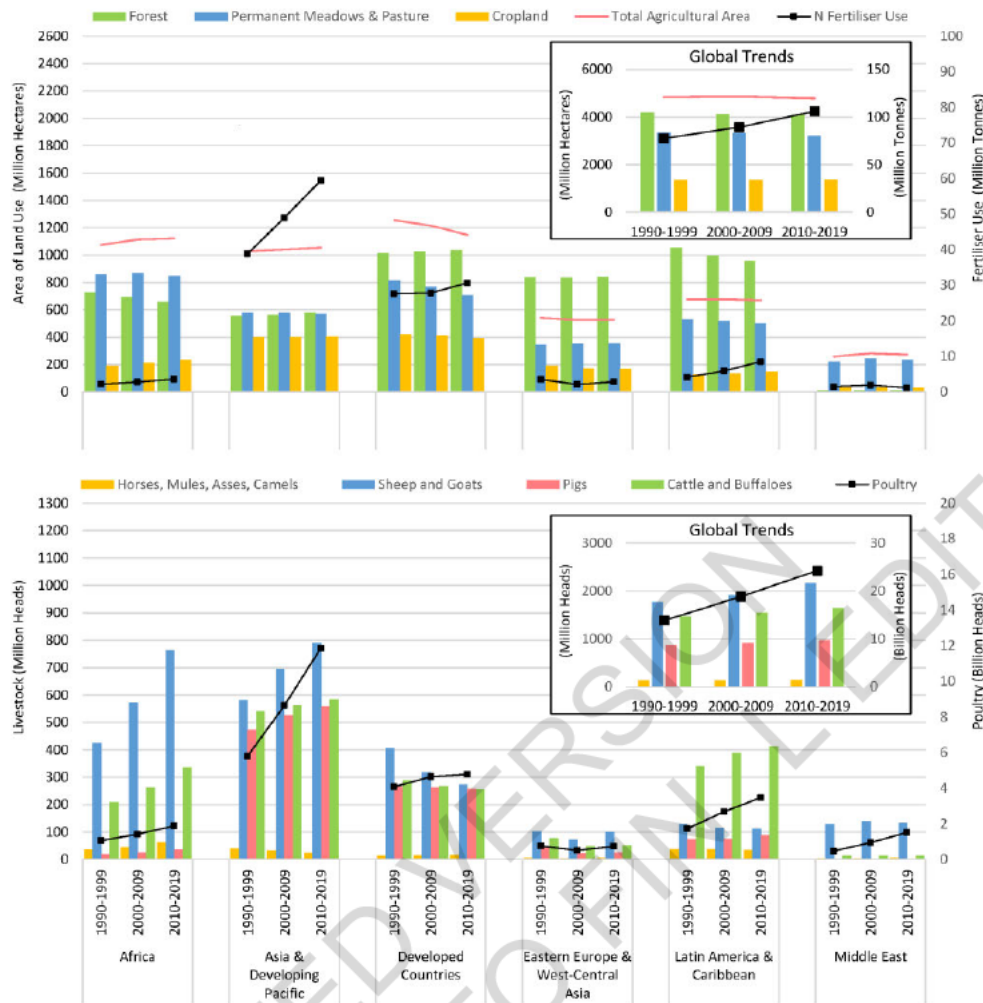 Forest Permanent Meadows & Pasture Cropland Total Agricultural Area N Fertiliser Use
2600 100
2400 90
2200 80
2000 70
1800 60
1600 50
1400 40
1200 30
1000 20
800 10
600 0
400
200
0
Area of Land Use (Million Hectares)
Fertiliser Use (Million Tonnes)
Global Trends
6000 150
4000 100
2000 50
0 0
(Million Hectares)
(Million Tonnes)
1990-1999 2000-2009 2010-2019
Horses, Mules, Asses, Camels Sheep and Goats Pigs Cattle and Buffaloes Poultry
1300 20
1200 18
1100 16
1000 14
900 12
800 10
700 8
600 6
500 4
400 2
300 0
200
100
0
Livestock (Million Heads)
Poultry (Billion Heads)
Global Trends
3000 30
2000 20
1000 10
0 0
(Million Heads)
(Billion Heads)
1990-1999 2000-2009 2010-2019
1990-1999 2000-2009 2010-2019 1990-1999 2000-2009 2010-2019 1990-1999 2000-2009 2010-2019 1990-1999 2000-2009 2010-2019 1990-1999 2000-2009 2010-2019 1990-1999 2000-2009 2010-2019
Africa Asia & Developed Eastern Europe & Latin America & Middle East
Developing Countries West-Central Caribbean
Pacific Asia
VERSION